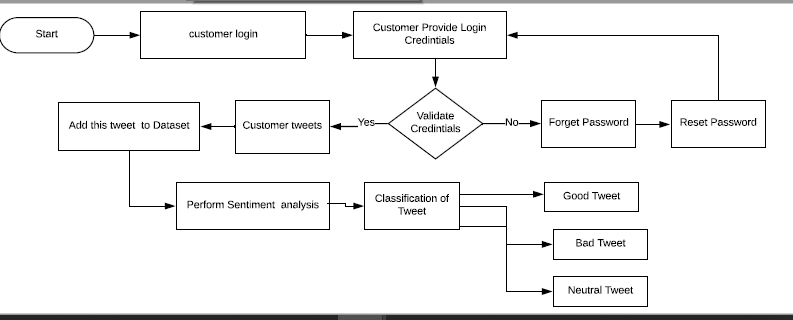 Start
customer login
Customer Provide Login
Credintials
Validate
Credintials
Yes
No
Customer tweets
Add this tweet to Dataset
Forget Password
Reset Password
Perform Sentiment analysis
Classification of
Tweet
Good Tweet
Bad Tweet
Neutral Tweet